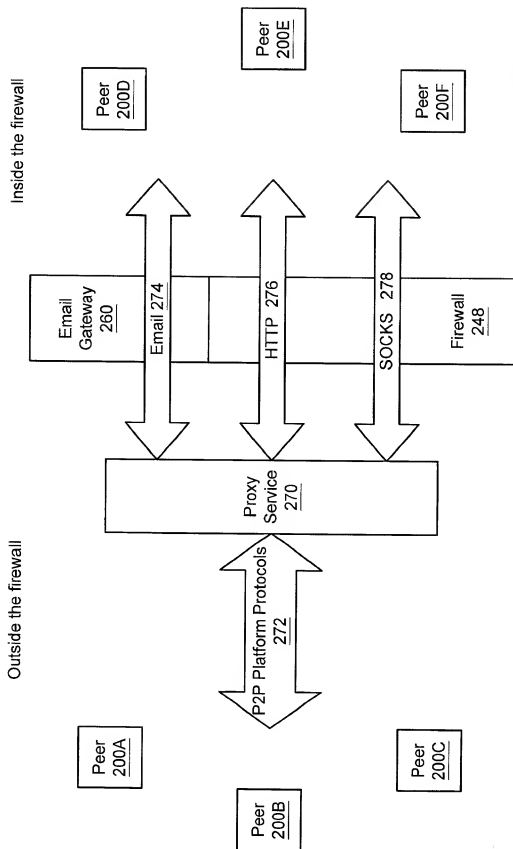 Outside the firewall
Inside the firewall
Peer
200A
Peer
200B
Peer
200C
P2P Platform Protocols
272
Proxy
Service
270
Email
Gateway
260
Email 274
HTTP 276
SOCKS 278
Firewall
248
Peer
200D
Peer
200E
Peer
200F